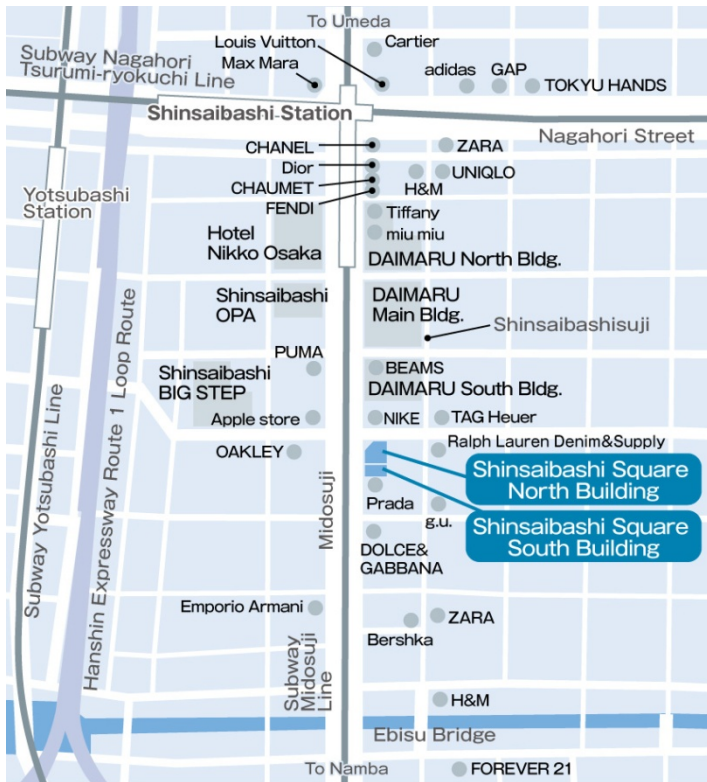 To Umeda
Louis Vuitton
Cartier
Subway Nagahori
Tsurumi-ryokuchi Line
Max Mara
adidas
GAP
TOKYU HANDS
Shinsaibashi Station
Nagahori Street
CHANEL
ZARA
Dior
UNIQLO
CHAUMET
H&M
Yotsubashi
Station
FENDI
Tiffany
Hotel
Nikko Osaka
miu miu
DAIMARU North Bldg.
Shinsaibashi
OPA
DAIMARU
Main Bldg.
Shinsaibashisuji
PUMA
BEAMS
Shinsaibashi
BIG STEP
DAIMARU South Bldg.
Apple store
NIKE
TAG Heuer
OAKLEY
Ralph Lauren Denim&Supply
Shinsaibashi Square
North Building
Prada
g.u.
Shinsaibashi Square
South Building
DOLCE&
GABBANA
Midosuji
Subway Yotsubashi Line
Hanshin Expressway Route 1 Loop Route
Emporio Armani
ZARA
Bershka
Subway
Midosuji
Line
H&M
Ebisu Bridge
To Namba
FOREVER 21